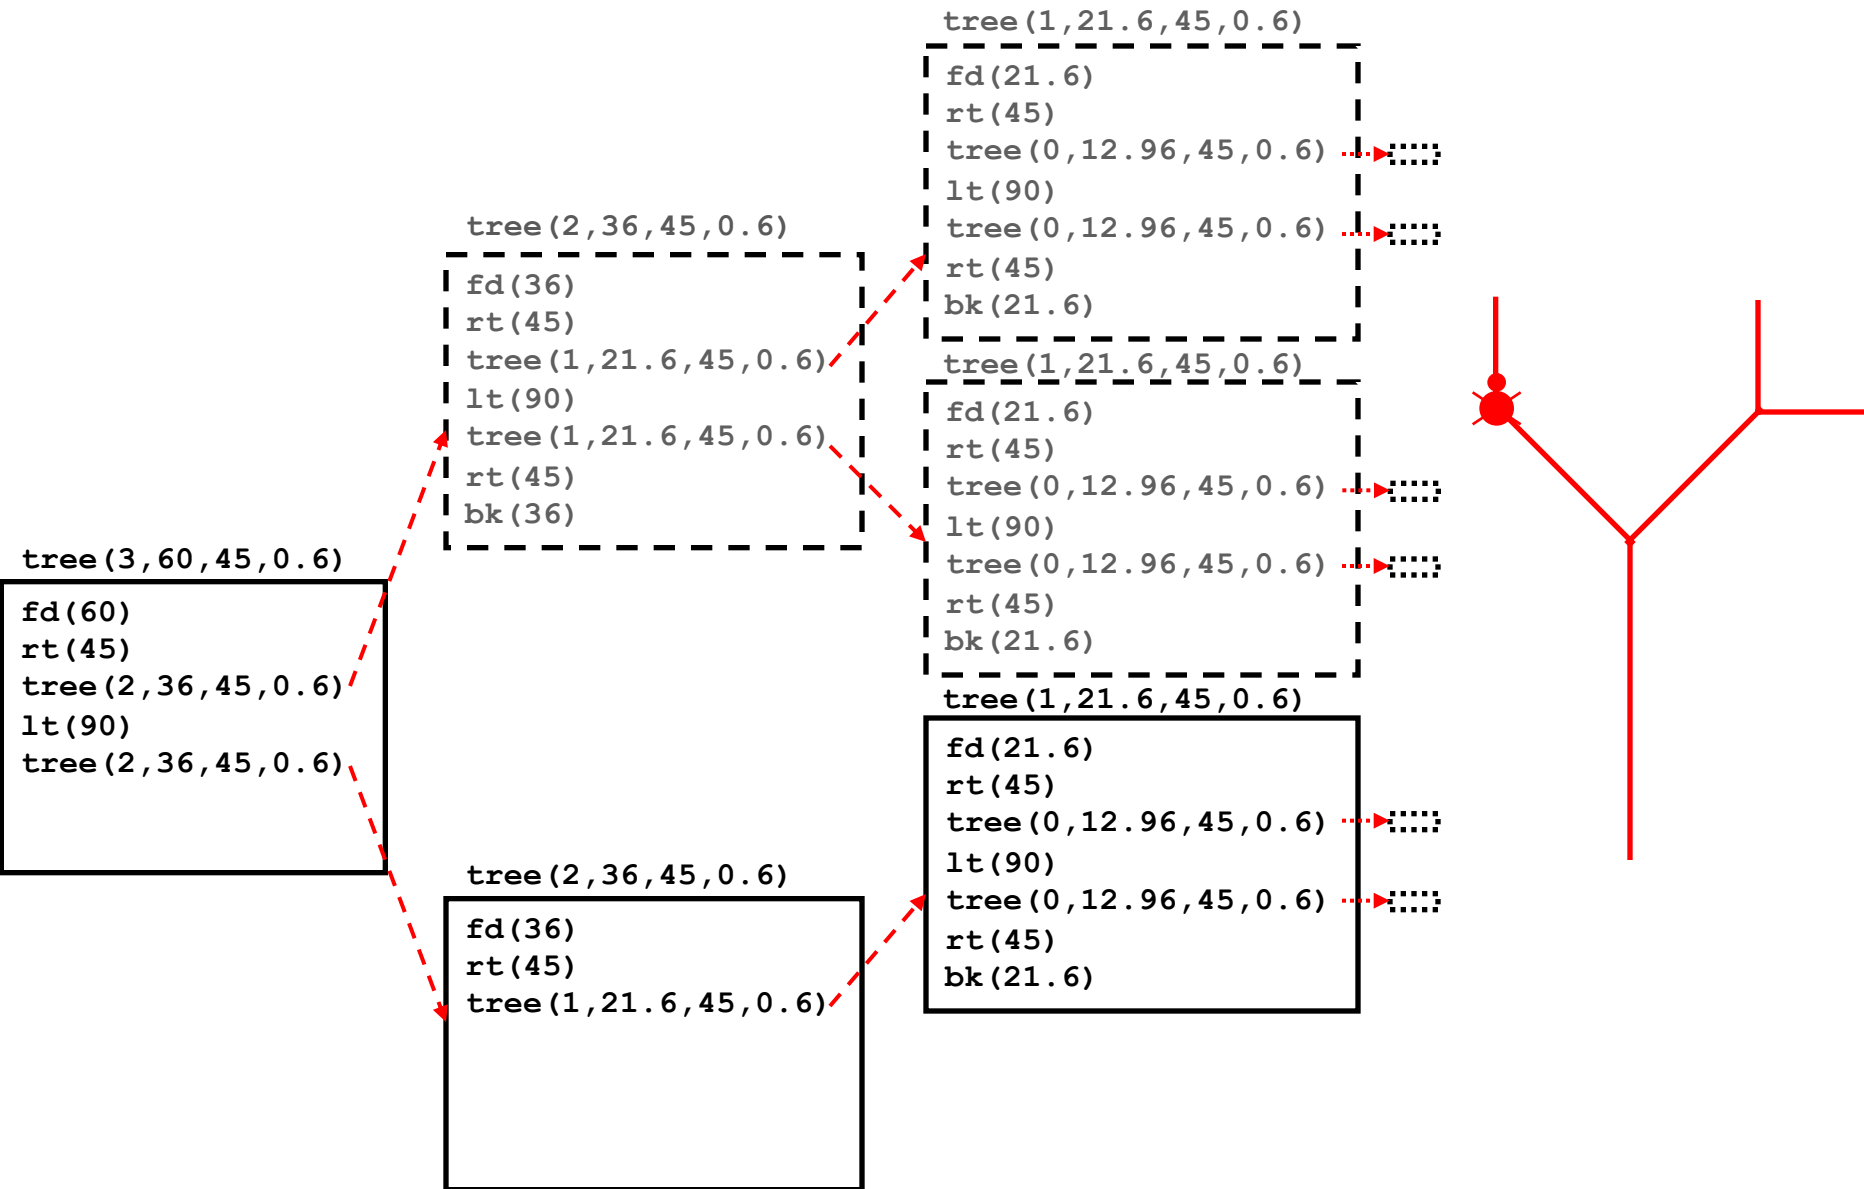 tree(3,60,45,0.6)
fd(60)
rt(45)
tree(2,36,45,0.6)
lt(90)
tree(2,36,45,0.6)
tree(2,36,45,0.6)
fd(36)
rt(45)
tree(1,21.6,45,0.6)
lt(90)
tree(1,21.6,45,0.6)
rt(45)
bk(36)
tree(2,36,45,0.6)
fd(36)
rt(45)
tree(1,21.6,45,0.6)
tree(1,21.6,45,0.6)
fd(21.6)
rt(45)
tree(0,12.96,45,0.6)
lt(90)
tree(0,12.96,45,0.6)
rt(45)
bk(21.6)
tree(1,21.6,45,0.6)
fd(21.6)
rt(45)
tree(0,12.96,45,0.6)
lt(90)
tree(0,12.96,45,0.6)
rt(45)
bk(21.6)
tree(1,21.6,45,0.6)
fd(21.6)
rt(45)
tree(0,12.96,45,0.6)
lt(90)
tree(0,12.96,45,0.6)
rt(45)
bk(21.6)